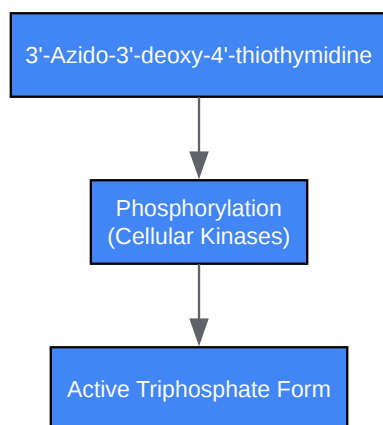 3'-Azido-3'-deoxy-4'-thiothymidine
Phosphorylation
(Cellular Kinases)
Active Triphosphate Form